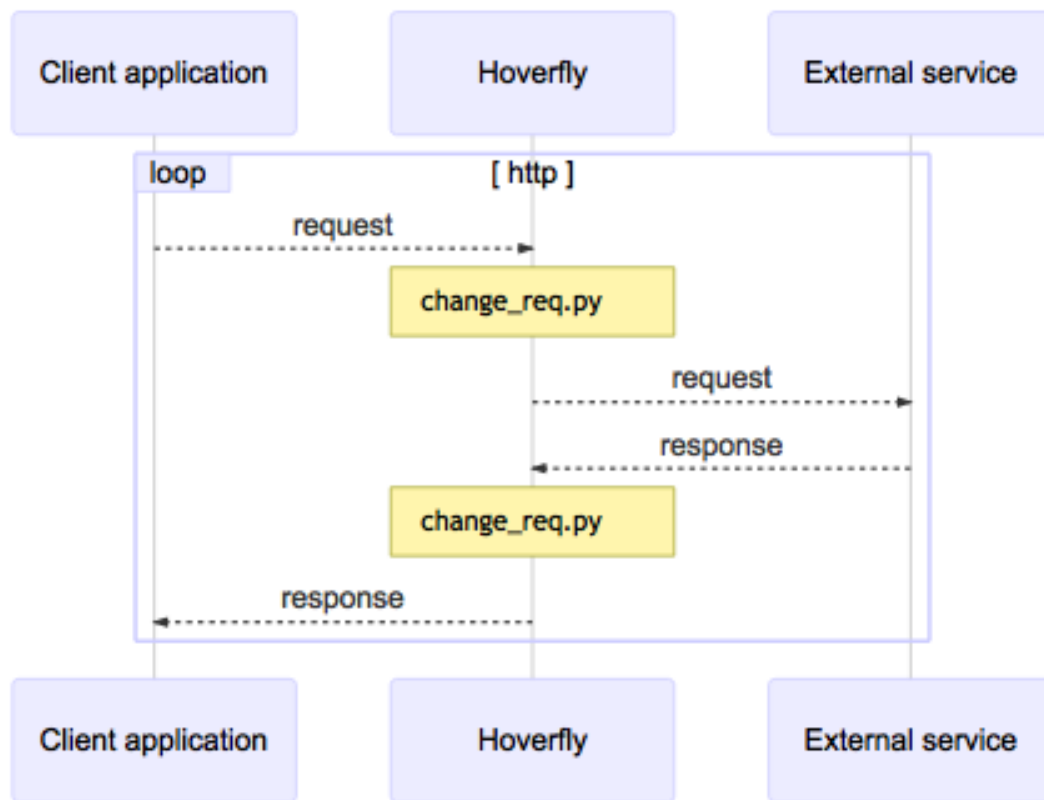 Client application
Hoverfly
External service
loop
[ http ]
request
change_req.py
request
response
change_req.py
response
Client application
Hoverfly
External service